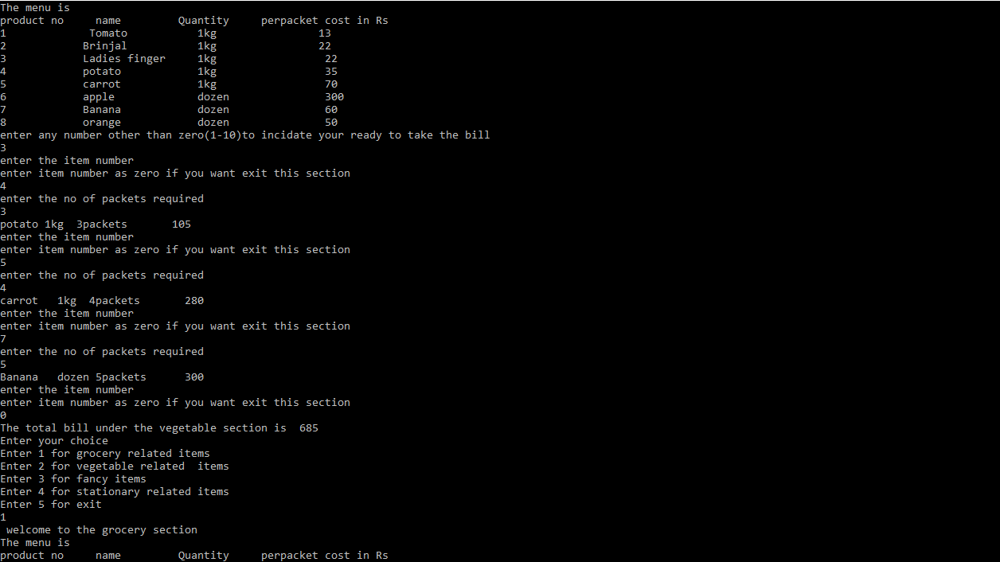 The menu is
product no     name         Quantity     perpacket cost in Rs
1             Tomato           1kg                13
2            Brinjal           1kg                22
3            Ladies finger     1kg                 22
4            potato            1kg                 35
5            carrot            1kg                 70
6            apple             dozen               300
7            Banana            dozen               60
8            orange            dozen               50
enter any number other than zero(1-10)to incidate your ready to take the bill
3
enter the item number
enter item number as zero if you want exit this section
4
enter the no of packets required
3
potato 1kg  3packets       105
enter the item number
enter item number as zero if you want exit this section
5
enter the no of packets required
4
carrot   1kg  4packets       280
enter the item number
enter item number as zero if you want exit this section
7
enter the no of packets required
5
Banana   dozen 5packets      300
enter the item number
enter item number as zero if you want exit this section
0
The total bill under the vegetable section is  685
Enter your choice
Enter 1 for grocery related items
Enter 2 for vegetable related  items
Enter 3 for fancy items
Enter 4 for stationary related items
Enter 5 for exit
1
 welcome to the grocery section
The menu is
product no     name         Quantity     perpacket cost in Rs